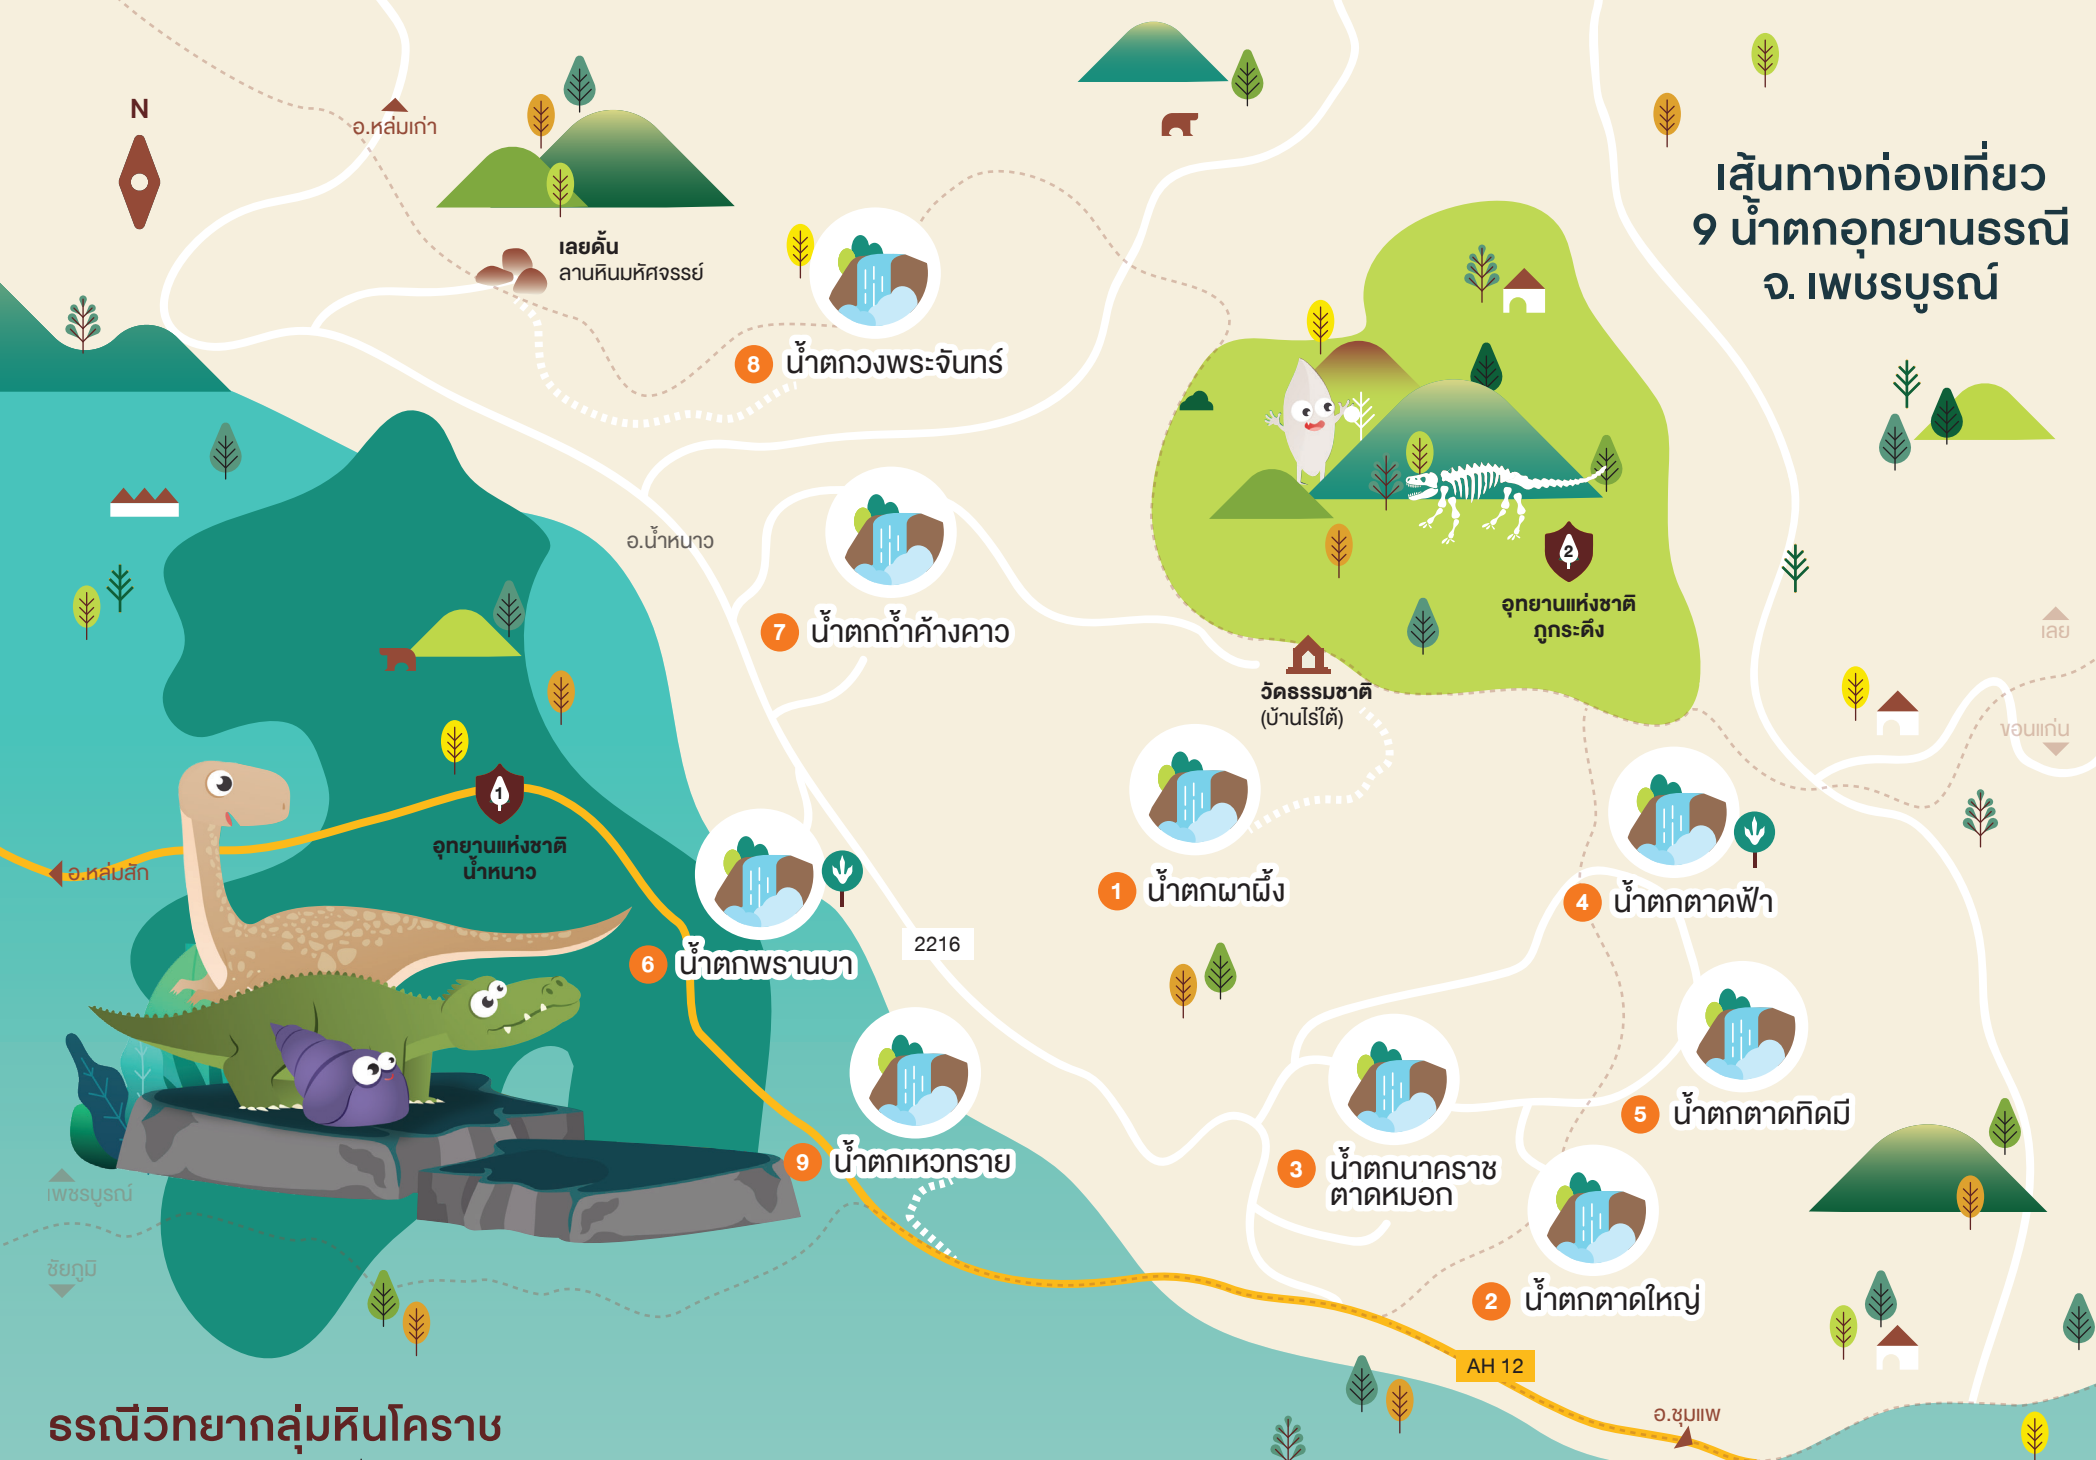 เส้นทางท่องเที่ยว
9 น้ำตกอุทยานธรณี
จ. เพชรบูรณ์
N
อ.หล่มเก่า
เลยดั้น
ลานหินมหัศจรรย์
8 น้ำตกวงพระจันทร์
อ.น้ำหนาว
7 น้ำตกถ้ำค้างคาว
2
อุทยานแห่งชาติ
ภูกระดึง
เลย
ขอนแก่น
วัดธรรมชาติ
(บ้านไร่ใต้)
1
อุทยานแห่งชาติ
น้ำหนาว
อ.หล่มสัก
1 น้ำตกผาผึ้ง
4 น้ำตกตาดฟ้า
6 น้ำตกพรานบา
2216
5 น้ำตกตาดทิดมี
9 น้ำตกเหวทราย
3 น้ำตกนาคราช
ตาดหมอก
เพชรบูรณ์
ชัยภูมิ
2 น้ำตกตาดใหญ่
AH 12
อ.ชุมแพ
ธรณีวิทยากลุ่มหินโคราช